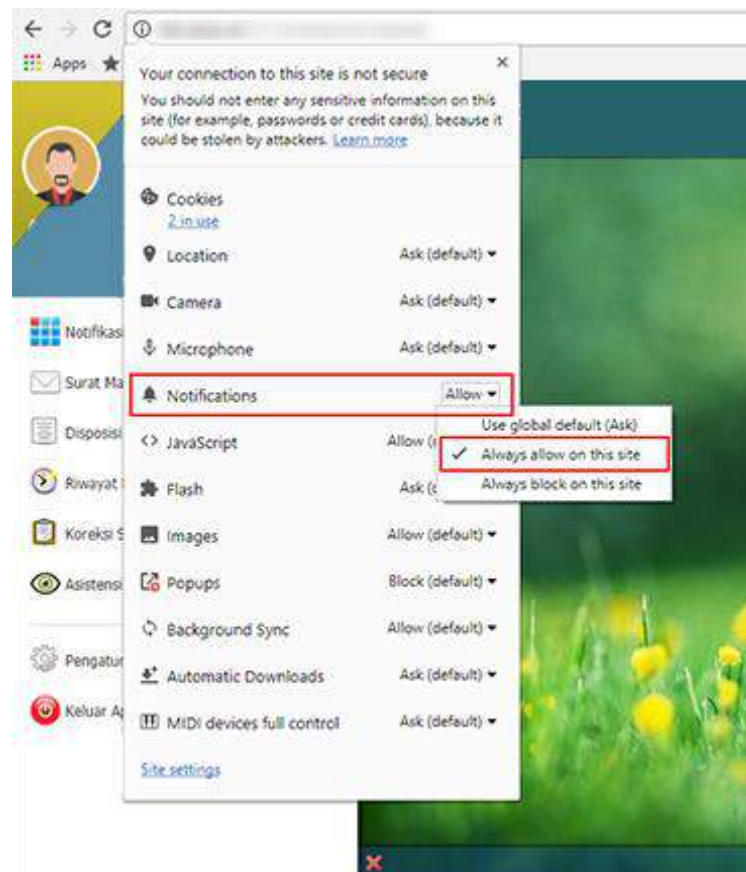 Apps
Your connection to this site is not secure
You should not enter any sensitive information on this
site (for example, passwords or credit cards), because it
could be stolen by attackers. Learn more
Cookies
2 in use
Location Ask (default)
Camera Ask (default)
Microphone Ask (default)
Notifications Allow
Use global default (Ask)
Always allow on this site
Always block on this site
JavaScript Allow (
Flash Ask (
Images Allow (default)
Popups Block (default)
Background Sync Allow (default)
Automatic Downloads Ask (default)
MIDI devices full control Ask (default)
Site settings
Notifikasi
Surat Ma
Disposisi
Riwayat
Koreksi S
Asistensi
Pengatur
Keluar Ap